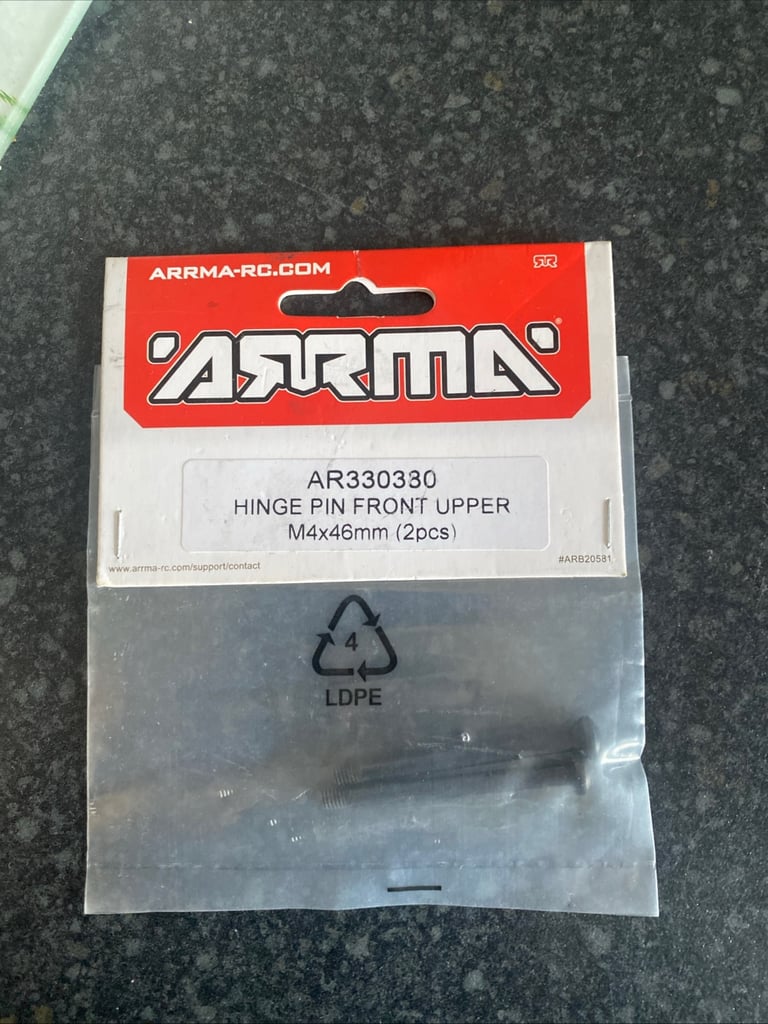 ARRMA-RC.COM
ARRMA
AR330380
HINGE PIN FRONT UPPER
M4x46mm (2pcs)
www.arrma-rc.com/support/contact
#ARB20581
4
LDPE